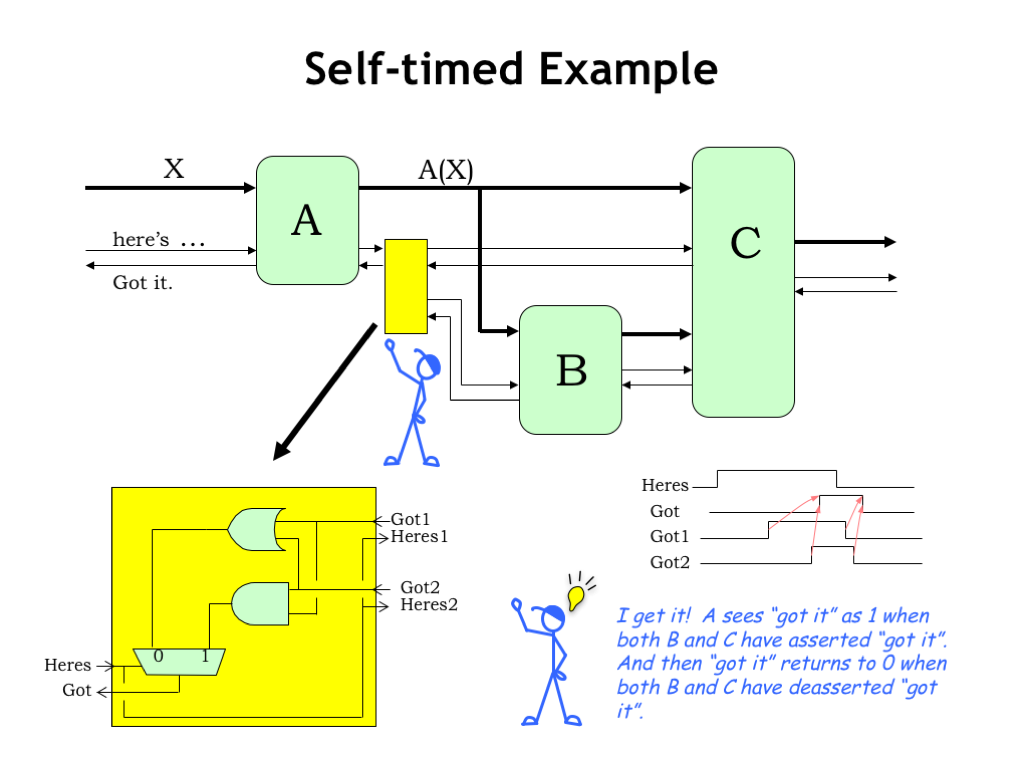 Self-timed Example
X
A(X)
A
C
here's ...
Got it.
B
Heres
Got
Got1
Got2
Got1
Heres1
Got2
Heres2
0 1
Heres
Got
I get it! A sees "got it" as 1 when
both B and C have asserted "got it".
And then "got it" returns to 0 when
both B and C have deasserted "got
it".